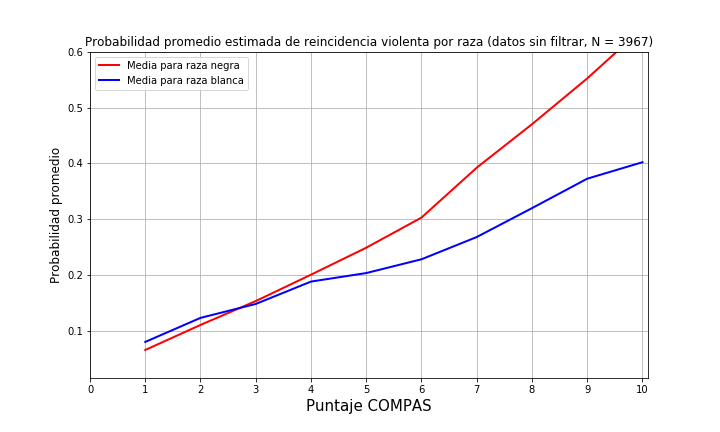 Probabilidad promedio estimada de reincidencia violenta por raza (datos sin filtrar, N = 3967)
Media para raza negra
Media para raza blanca
Probabilidad promedio
0.6
0.5
0.4
0.3
0.2
0.1
0 1 2 3 4 5 6 7 8 9 10
Puntaje COMPAS